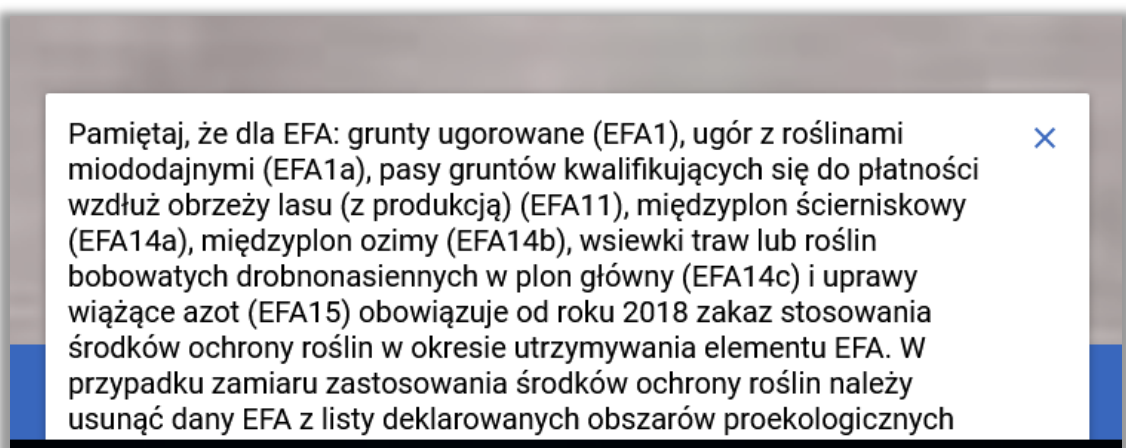 Pamiętaj, że dla EFA: grunty ugorowane (EFA1), ugór z roślinami
miododajnymi (EFA1a), pasy gruntów kwalifikujących się do płatności
wzdłuż obrzeży lasu (z produkcją) (EFA11), międzyplon ścierniskowy
(EFA14a), międzyplon ozimy (EFA14b), wsiewki traw lub roślin
bobowatych drobnonasiennych w plon główny (EFA14c) i uprawy
wiążące azot (EFA15) obowiązuje od roku 2018 zakaz stosowania
środków ochrony roślin w okresie utrzymywania elementu EFA. W
przypadku zamiaru zastosowania środków ochrony roślin należy
usunąć dany EFA z listy deklarowanych obszarów proekologicznych